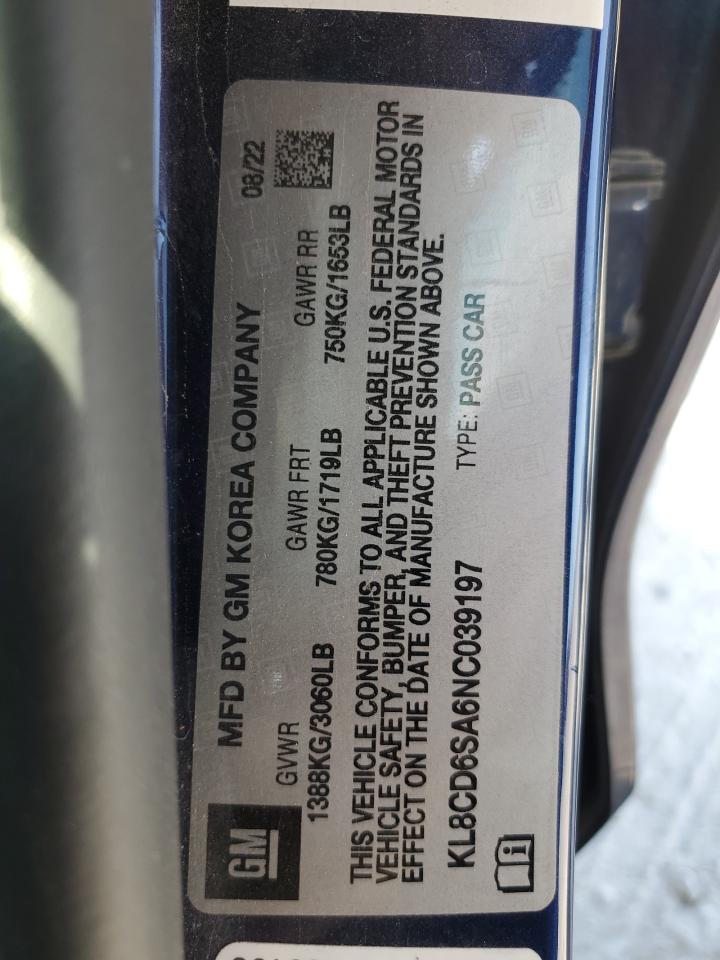 GM
MFD BY GM KOREA COMPANY 08/22
GVWR GAWR FRT GAWR RR
1388KG/3060LB 780KG/1719LB 750KG/1653LB
THIS VEHICLE CONFORMS TO ALL APPLICABLE U.S. FEDERAL MOTOR
VEHICLE SAFETY, BUMPER, AND THEFT PREVENTION STANDARDS IN
EFFECT ON THE DATE OF MANUFACTURE SHOWN ABOVE.
KL8CD6SA6NC039197 TYPE: PASS CAR